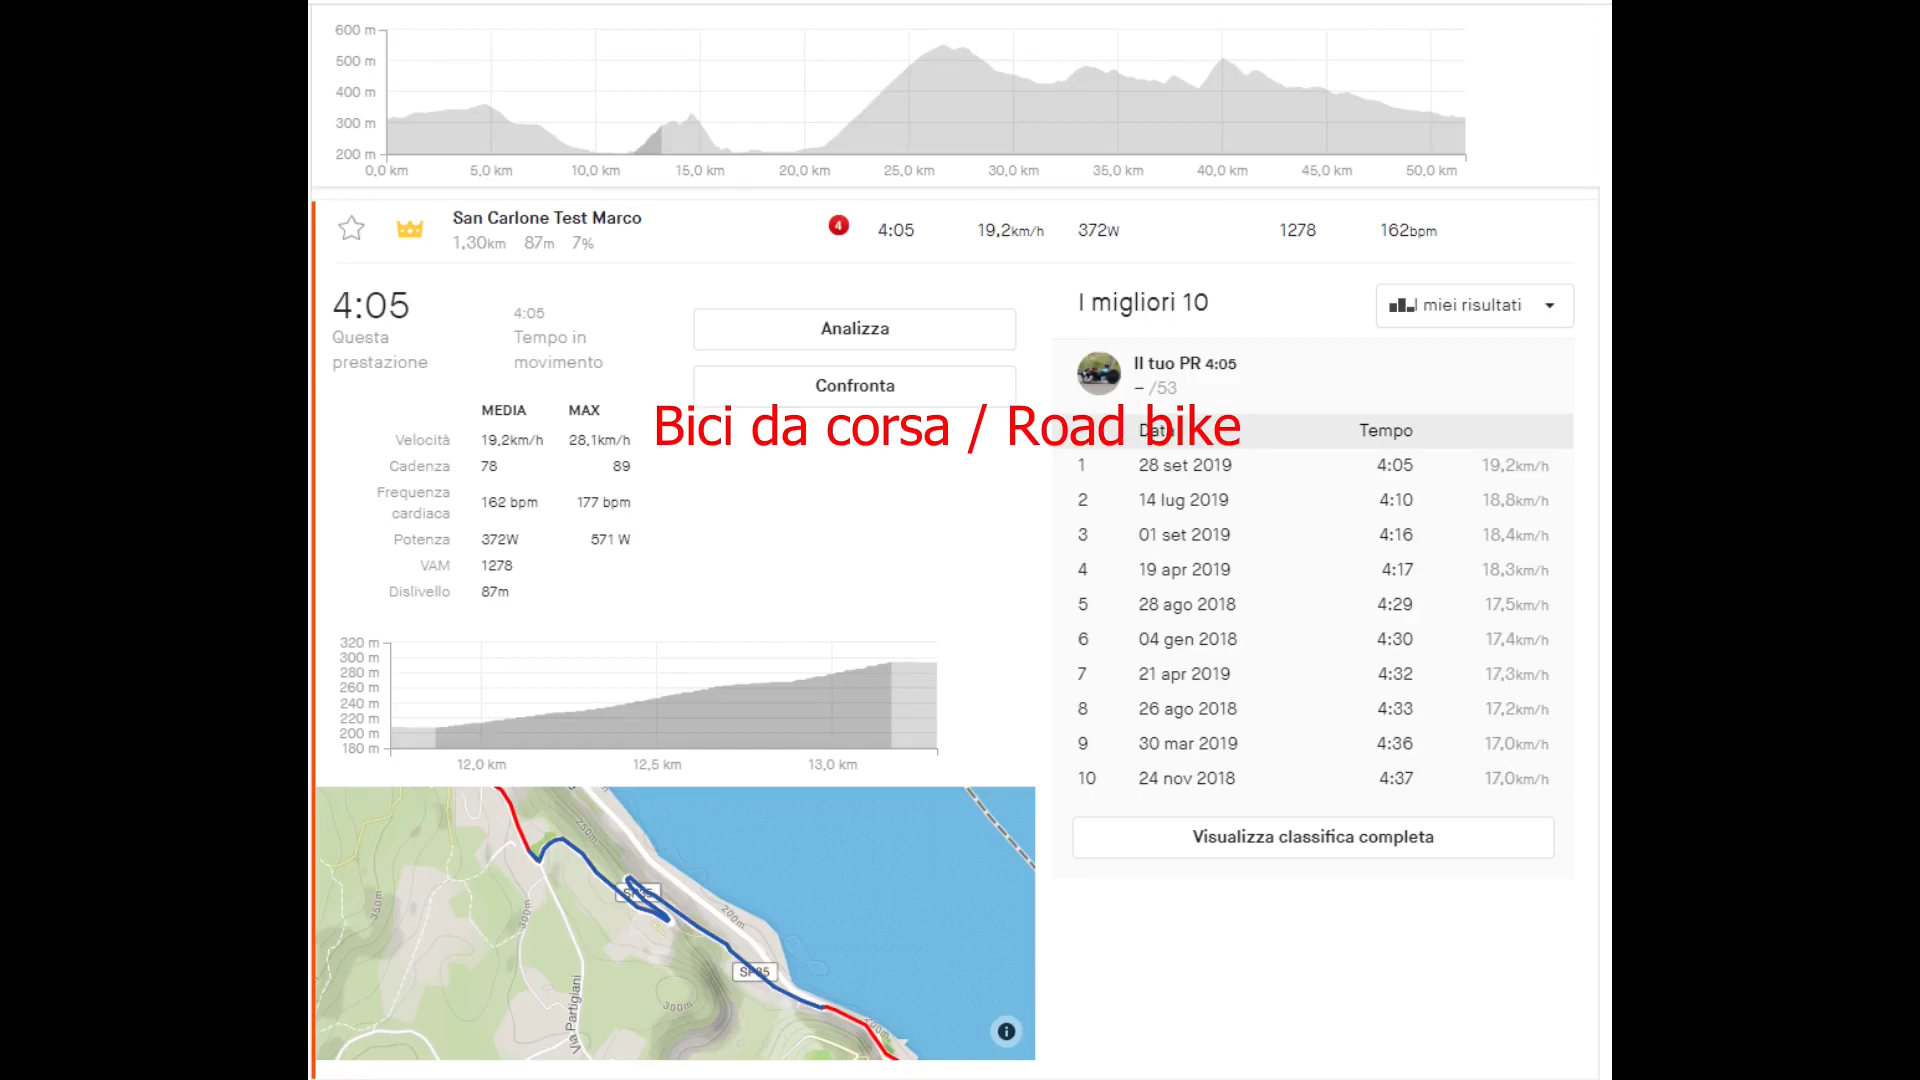 600 m
500 m
400 m
300 m
200 m
0,0 km 5,0 km 10,0 km 15,0 km 20,0 km 25,0 km 30,0 km 35,0 km 40,0 km 45,0 km 50,0 km
San Carlone Test Marco
1,30km 87m 7%
4
4:05 19,2km/h 372W 1278 162bpm
4:05
Questa
prestazione
4:05
Tempo in
movimento
Analizza
Confronta
MEDIA MAX
Velocità 19,2km/h 28,1km/h
Cadenza 78 89
Frequenza
cardiaca 162 bpm 177 bpm
Potenza 372W 571 W
VAM 1278
Dislivello 87m
Bici da corsa / Road bike
I migliori 10
I miei risultati
Il tuo PR 4:05
– /53
Data Tempo
1 28 set 2019 4:05 19,2km/h
2 14 lug 2019 4:10 18,8km/h
3 01 set 2019 4:16 18,4km/h
4 19 apr 2019 4:17 18,3km/h
5 28 ago 2018 4:29 17,5km/h
6 04 gen 2018 4:30 17,4km/h
7 21 apr 2019 4:32 17,3km/h
8 26 ago 2018 4:33 17,2km/h
9 30 mar 2019 4:36 17,0km/h
10 24 nov 2018 4:37 17,0km/h
Visualizza classifica completa
320 m
300 m
280 m
260 m
240 m
220 m
200 m
180 m
12,0 km 12,5 km 13,0 km
250m
350m
300m
200m
300m
200m
Via Partigiani